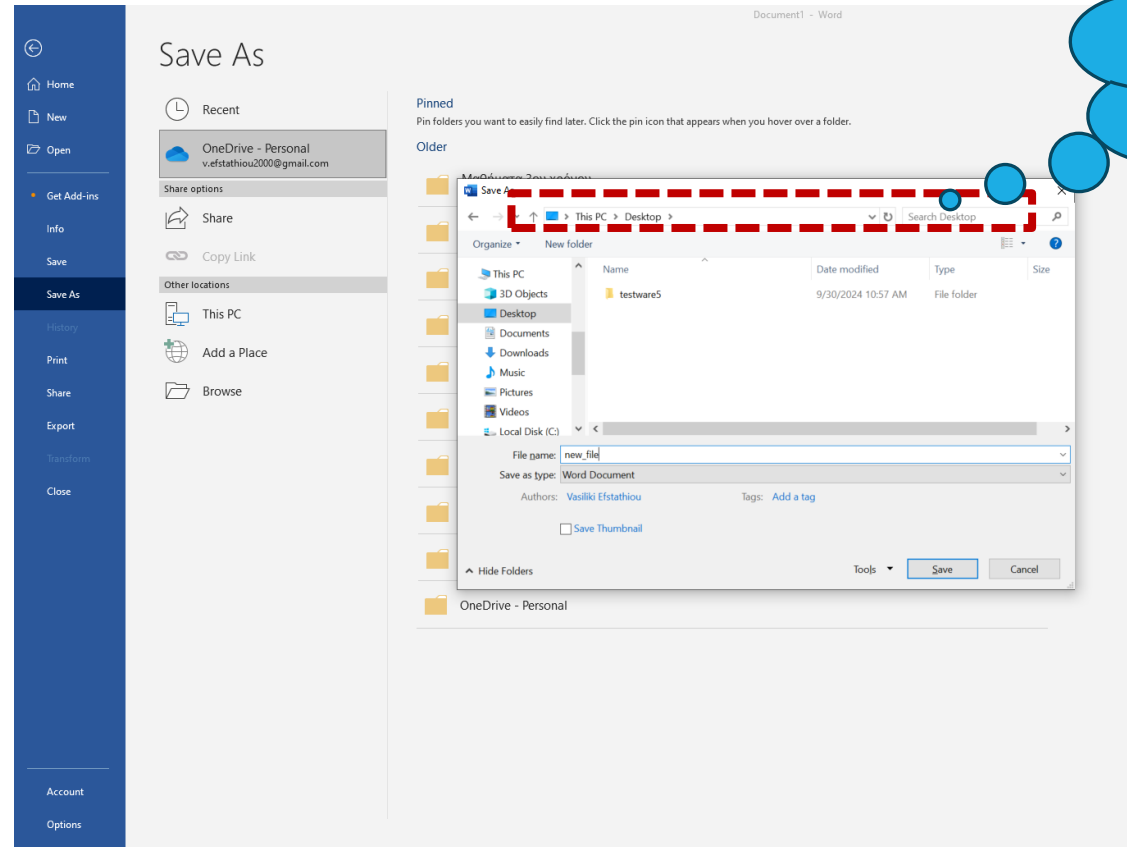 Document1 - Word
Save As
Home
New
Open
Get Add-ins
Info
Save
Save As
History
Print
Share
Export
Transform
Close
Account
Options
Recent
OneDrive - Personal
v.efstathiou2000@gmail.com
Share options
Share
Copy Link
Other locations
This PC
Add a Place
Browse
Pinned
Pin folders you want to easily find later. Click the pin icon that appears when you hover over a folder.
Older
Μαθήματα 3ου χρόνου
Save As
This PC > Desktop >
Search Desktop
Organize
New folder
Name
Date modified
Type
Size
This PC
3D Objects
Desktop
Documents
Downloads
Music
Pictures
Videos
Local Disk (C:)
testware5
9/30/2024 10:57 AM
File folder
File name: new_file
Save as type: Word Document
Authors: Vasiliki Efstathiou
Tags: Add a tag
Save Thumbnail
Hide Folders
Tools
Save
Cancel
OneDrive - Personal